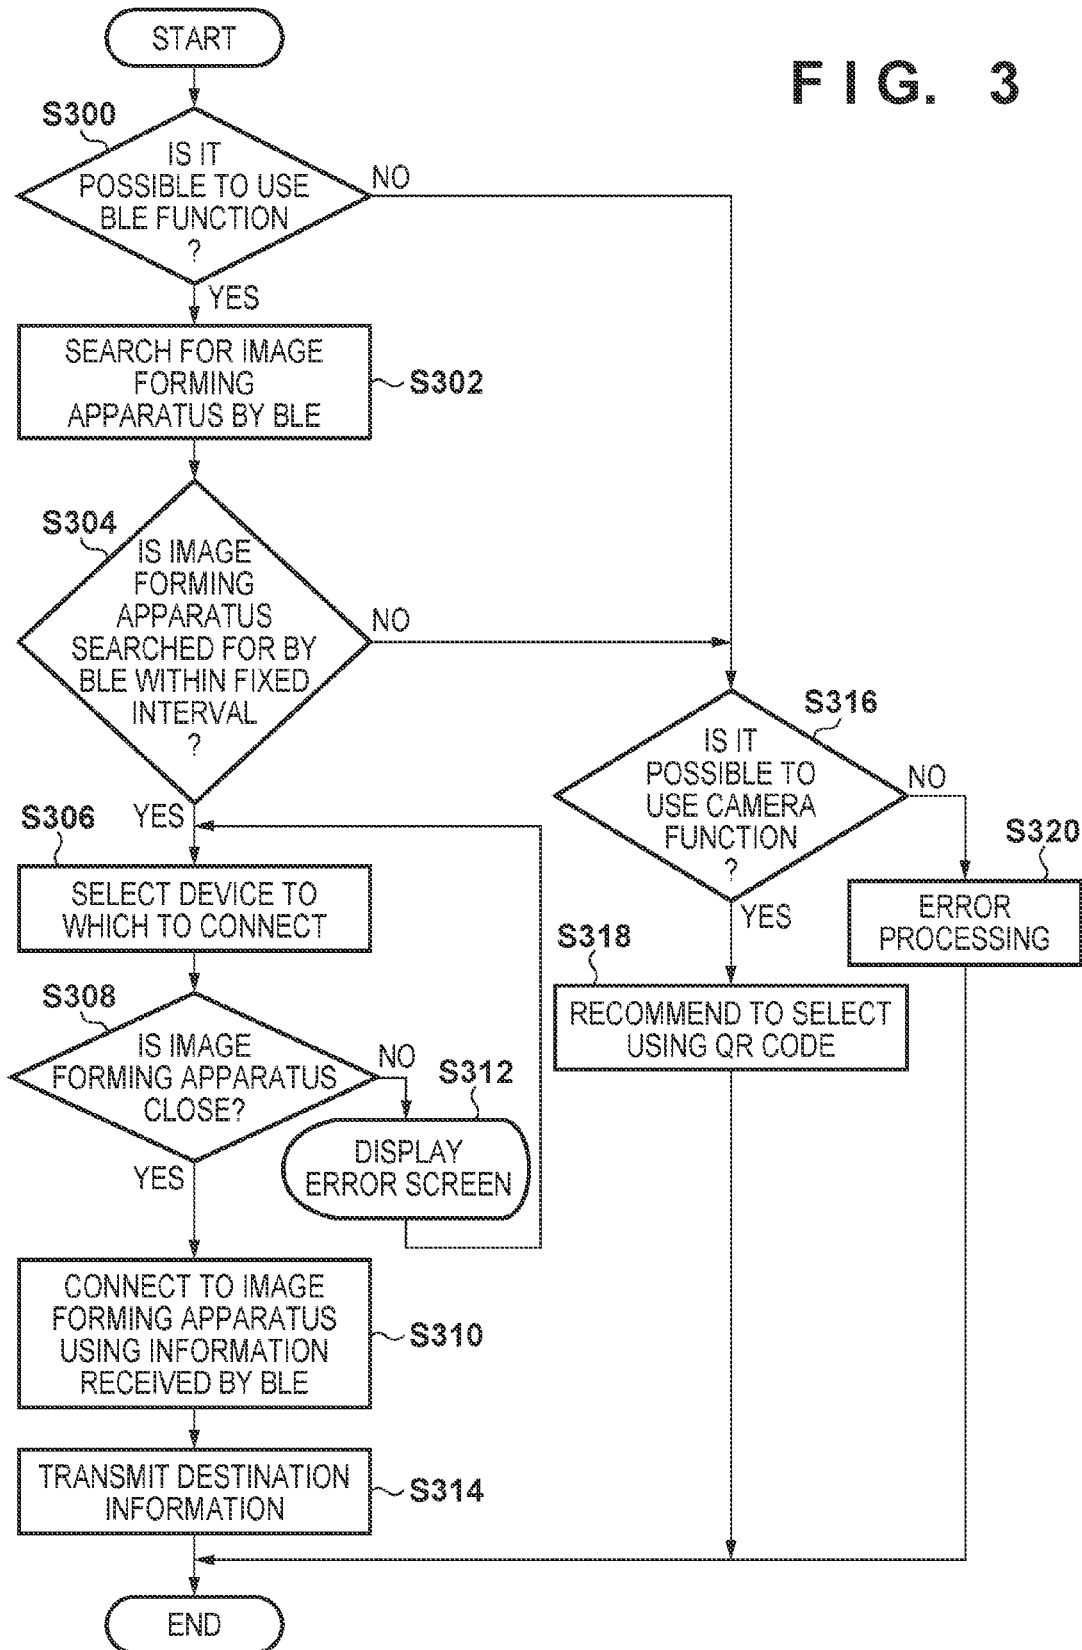 START
FIG. 3
S300
IS IT
POSSIBLE TO USE
BLE FUNCTION
?
NO
YES
SEARCH FOR IMAGE
FORMING
APPARATUS BY BLE
S302
S304
IS IMAGE
FORMING
APPARATUS
SEARCHED FOR BY
BLE WITHIN FIXED
INTERVAL
?
NO
YES
S316
IS IT
POSSIBLE TO
USE CAMERA
FUNCTION
?
NO
YES
S320
ERROR
PROCESSING
S318
RECOMMEND TO SELECT
USING QR CODE
S306
SELECT DEVICE TO
WHICH TO CONNECT
S308
IS IMAGE
FORMING APPARATUS
CLOSE?
NO
YES
S312
DISPLAY
ERROR SCREEN
CONNECT TO IMAGE
FORMING APPARATUS
USING INFORMATION
RECEIVED BY BLE
S310
TRANSMIT DESTINATION
INFORMATION
S314
END